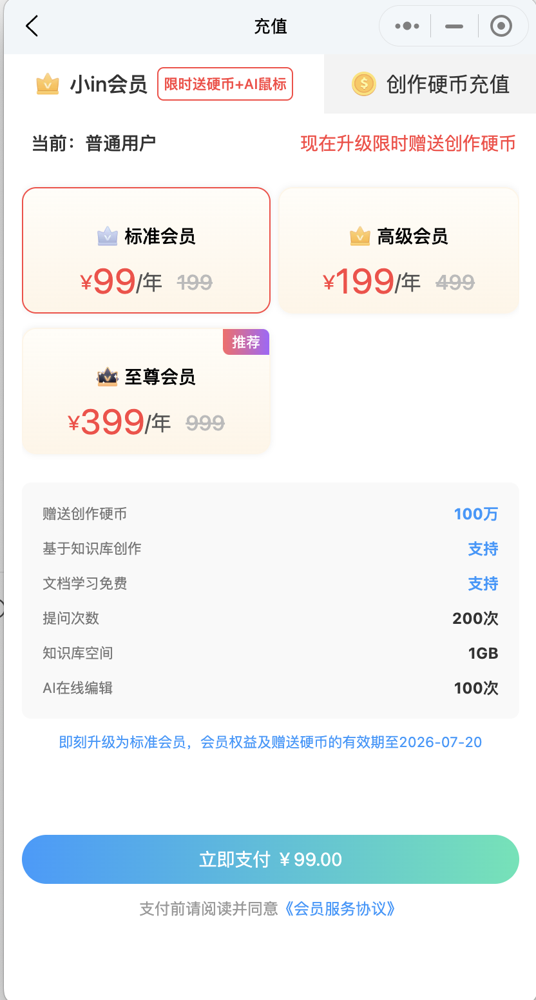 充值
小in会员 限时送硬币+AI鼠标 创作硬币充值
当前：普通用户 现在升级限时赠送创作硬币
标准会员 高级会员
¥99/年 199 ¥199/年 499
推荐
至尊会员
¥399/年 999
赠送创作硬币 100万
基于知识库创作 支持
文档学习免费 支持
提问次数 200次
知识库空间 1GB
AI在线编辑 100次
即刻升级为标准会员，会员权益及赠送硬币的有效期至2026-07-20
立即支付 ¥99.00
支付前请阅读并同意《会员服务协议》